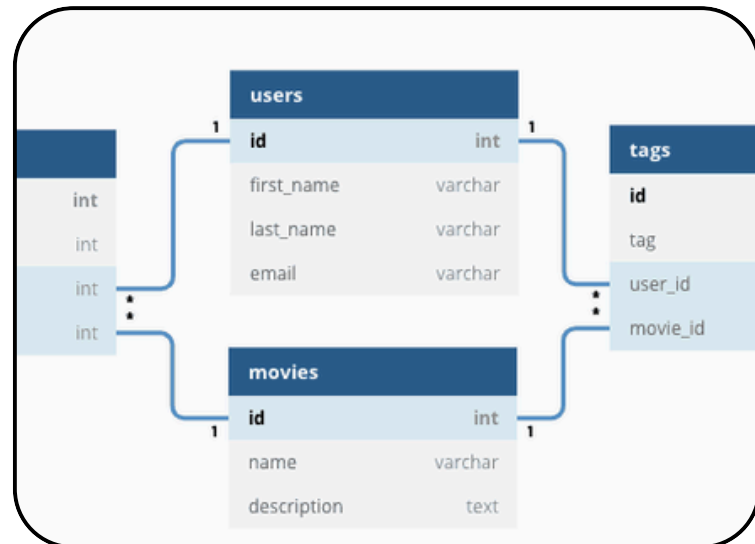 int
int
int
*
*
int
1
users
1
id int
first_name varchar
last_name varchar
email varchar
movies
id int
1
1
name varchar
description text
tags
id
tag
user_id
*
*
movie_id